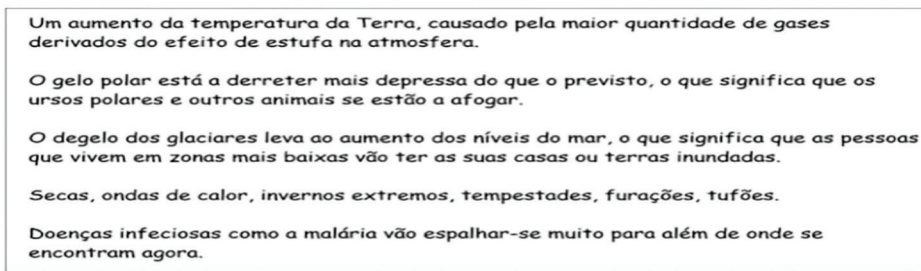 Um aumento da temperatura da Terra, causado pela maior quantidade de gases
derivados do efeito de estufa na atmosfera.
O gelo polar está a derreter mais depressa do que o previsto, o que significa que os
ursos polares e outros animais se estão a afogar.
O degelo dos glaciares leva ao aumento dos níveis do mar, o que significa que as pessoas
que vivem em zonas mais baixas vão ter as suas casas ou terras inundadas.
Secas, ondas de calor, invernos extremos, tempestades, furações, tufões.
Doenças infeciosas como a malária vão espalhar-se muito para além de onde se
encontram agora.